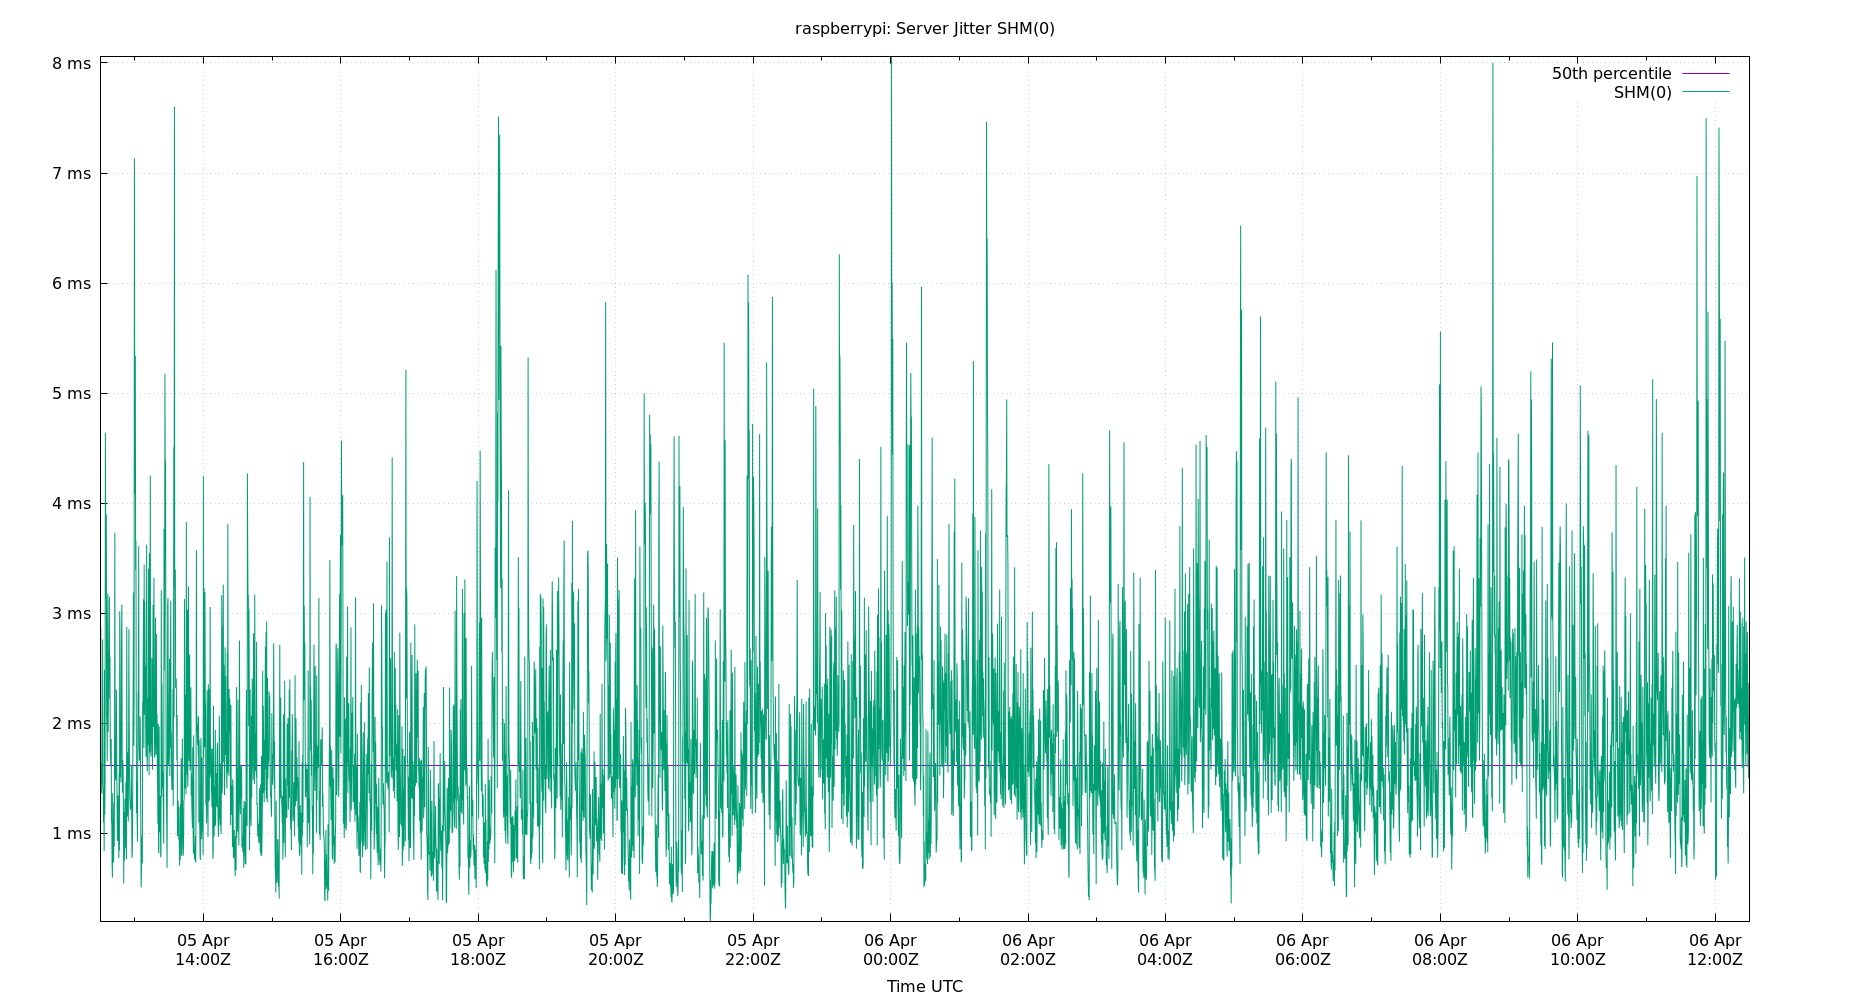 raspberrypi: Server Jitter SHM(0)
50th percentile
SHM(0)
8 ms
7 ms
6 ms
5 ms
4 ms
3 ms
2 ms
1 ms
05 Apr 05 Apr 05 Apr 05 Apr 05 Apr 06 Apr 06 Apr 06 Apr 06 Apr 06 Apr 06 Apr 06 Apr
14:00Z 16:00Z 18:00Z 20:00Z 22:00Z 00:00Z 02:00Z 04:00Z 06:00Z 08:00Z 10:00Z 12:00Z
Time UTC